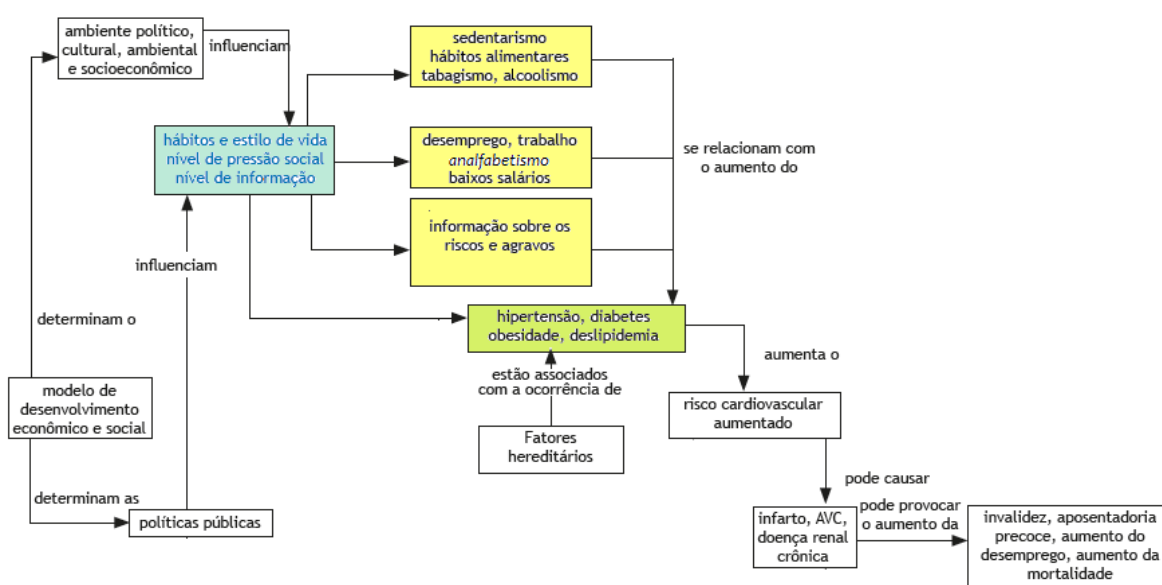 ambiente político,
cultural, ambiental
e socioeconômico
influenciam
sedentarismo
hábitos alimentares
tabagismo, alcoolismo
hábitos e estilo de vida
nível de pressão social
nível de informação
desemprego, trabalho
analfabetismo
baixos salários
se relacionam com
o aumento do
informação sobre os
riscos e agravos
influenciam
determinam o
hipertensão, diabetes
obesidade, deslipidemia
aumenta o
estão associados
com a ocorrência de
modelo de
desenvolvimento
econômico e social
risco cardiovascular
aumentado
Fatores
hereditários
determinam as
políticas públicas
pode causar
infarto, AVC,
doença renal
crônica
pode provocar
o aumento da
invalidez, aposentadoria
precoce, aumento do
desemprego, aumento da
mortalidade